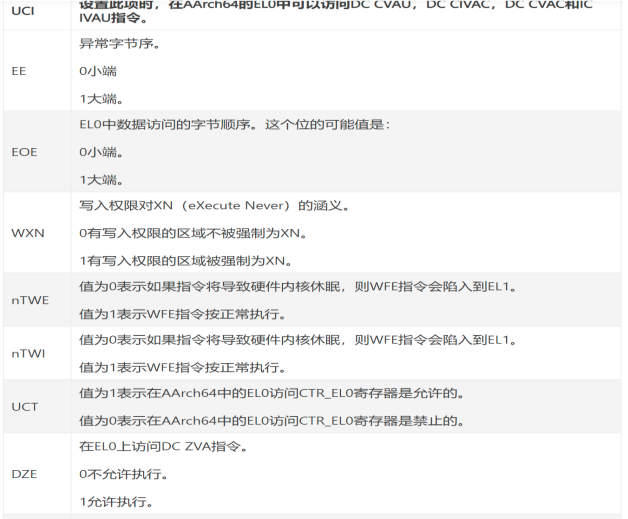 UCI
设置此项时，在AArch64的EL0中可以访问DC CVAU，DC CIVAC，DC CVAC和IC
IVAU指令。
EE
异常字节序。
0小端
1大端。
EOE
EL0中数据访问的字节顺序。这个位的可能值是：
0小端。
1大端。
WXN
写入权限对XN（eXecute Never）的涵义。
0有写入权限的区域不被强制为XN。
1有写入权限的区域被强制为XN。
nTWE
值为0表示如果指令将导致硬件内核休眠，则WFE指令会陷入到EL1。
值为1表示WFE指令按正常执行。
nTWI
值为0表示如果指令将导致硬件内核休眠，则WFE指令会陷入到EL1。
值为1表示WFE指令按正常执行。
UCT
值为1表示在AArch64中的EL0访问CTR_EL0寄存器是允许的。
值为0表示在AArch64中的EL0访问CTR_EL0寄存器是禁止的。
DZE
在EL0上访问DC ZVA指令。
0不允许执行。
1允许执行。